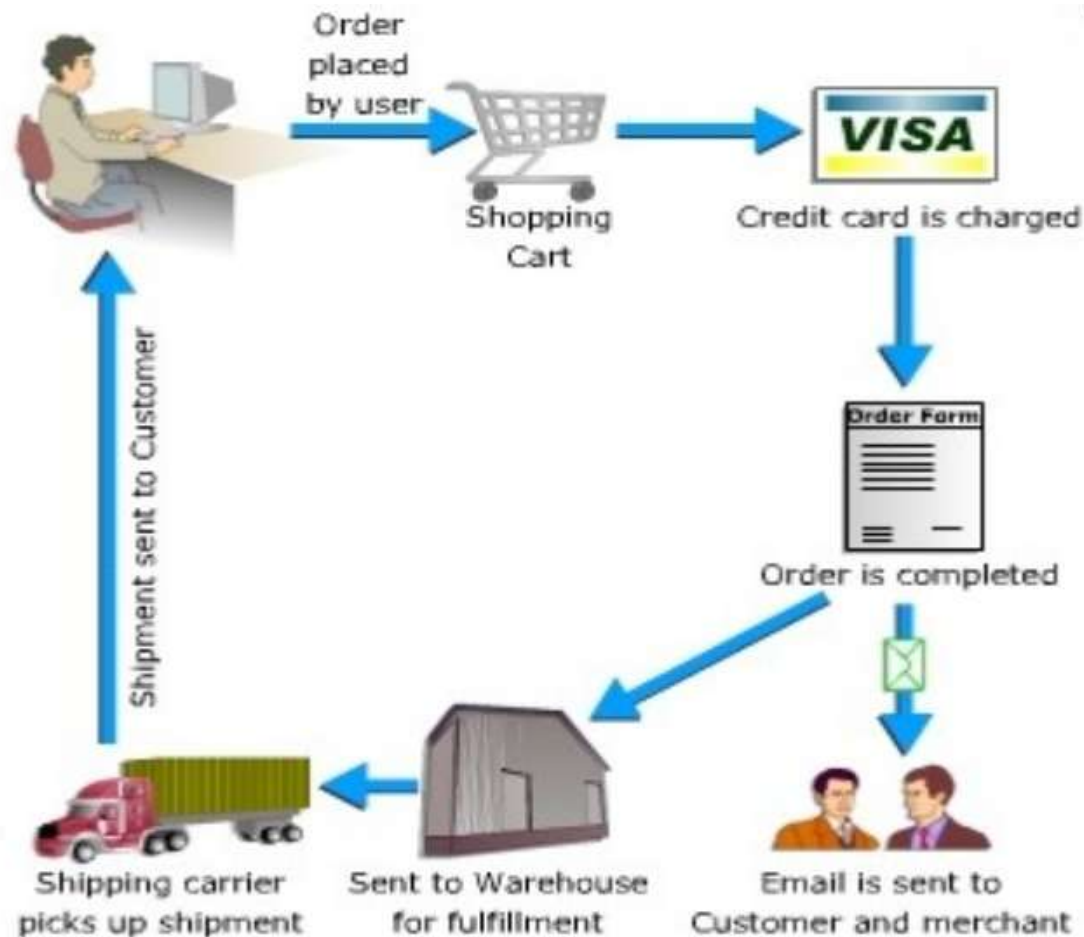 Order
placed
by user
Shopping
Cart
VISA
Credit card is charged
Order Form
Order is completed
Shipment sent to Customer
Shipping carrier
picks up shipment
Sent to Warehouse
for fulfillment
Email is sent to
Customer and merchant